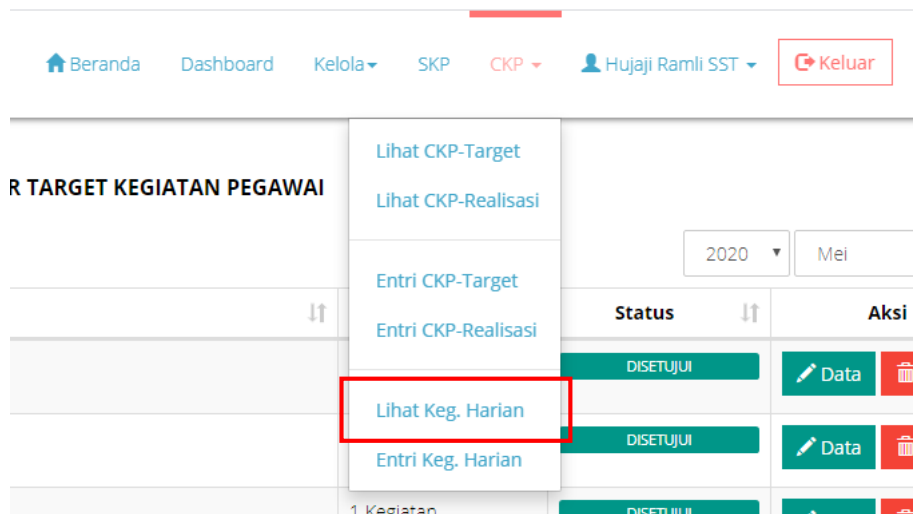 Beranda Dashboard Kelola SKP CKP Hujaji Ramli SST Keluar
Lihat CKP-Target
R TARGET KEGIATAN PEGAWAI
Lihat CKP-Realisasi
2020 Mei
Entri CKP-Target
Status Aksi
Entri CKP-Realisasi
DISETUJUI Data
Lihat Keg. Harian
DISETUJUI Data
Entri Keg. Harian
1 Kegiatan DISETUJUI